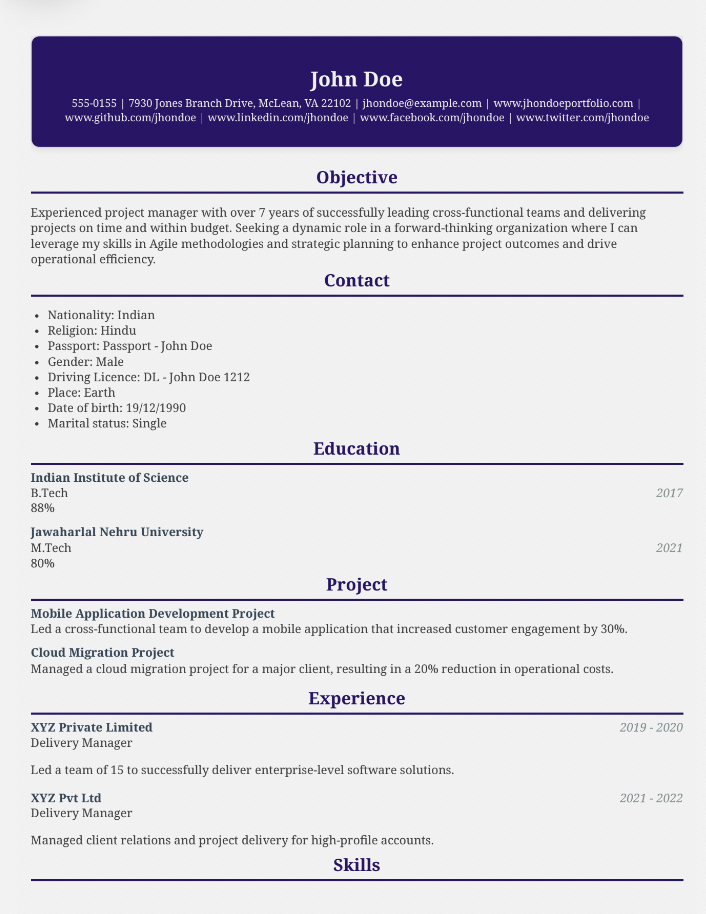 John Doe
555-0155 | 7930 Jones Branch Drive, McLean, VA 22102 | jhondoe@example.com | www.jhondoeportfolio.com |
www.github.com/jhondoe | www.linkedin.com/jhondoe | www.facebook.com/jhondoe | www.twitter.com/jhondoe
Objective
Experienced project manager with over 7 years of successfully leading cross-functional teams and delivering
projects on time and within budget. Seeking a dynamic role in a forward-thinking organization where I can
leverage my skills in Agile methodologies and strategic planning to enhance project outcomes and drive
operational efficiency.
Contact
• Nationality: Indian
• Religion: Hindu
• Passport: Passport - John Doe
• Gender: Male
• Driving Licence: DL - John Doe 1212
• Place: Earth
• Date of birth: 19/12/1990
• Marital status: Single
Education
Indian Institute of Science
B.Tech 2017
88%
Jawaharlal Nehru University
M.Tech 2021
80%
Project
Mobile Application Development Project
Led a cross-functional team to develop a mobile application that increased customer engagement by 30%.
Cloud Migration Project
Managed a cloud migration project for a major client, resulting in a 20% reduction in operational costs.
Experience
XYZ Private Limited 2019 - 2020
Delivery Manager
Led a team of 15 to successfully deliver enterprise-level software solutions.
XYZ Pvt Ltd 2021 - 2022
Delivery Manager
Managed client relations and project delivery for high-profile accounts.
Skills